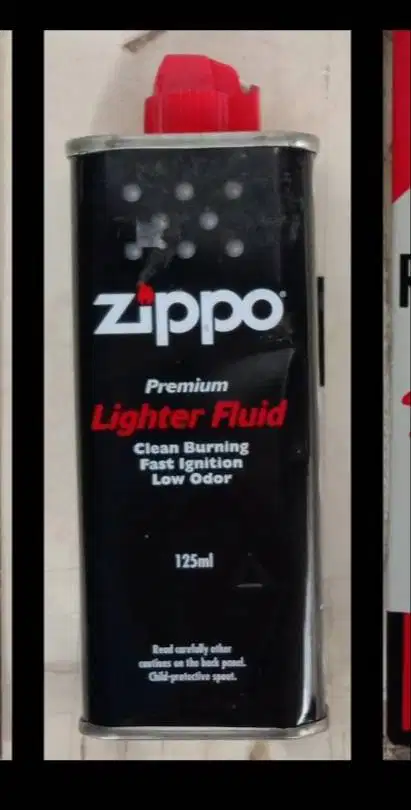 zippo
Premium
Lighter Fluid
Clean Burning
Fast Ignition
Low Odor
125ml
Read carefully other
cautions on the back panel.
Child-protective spout.